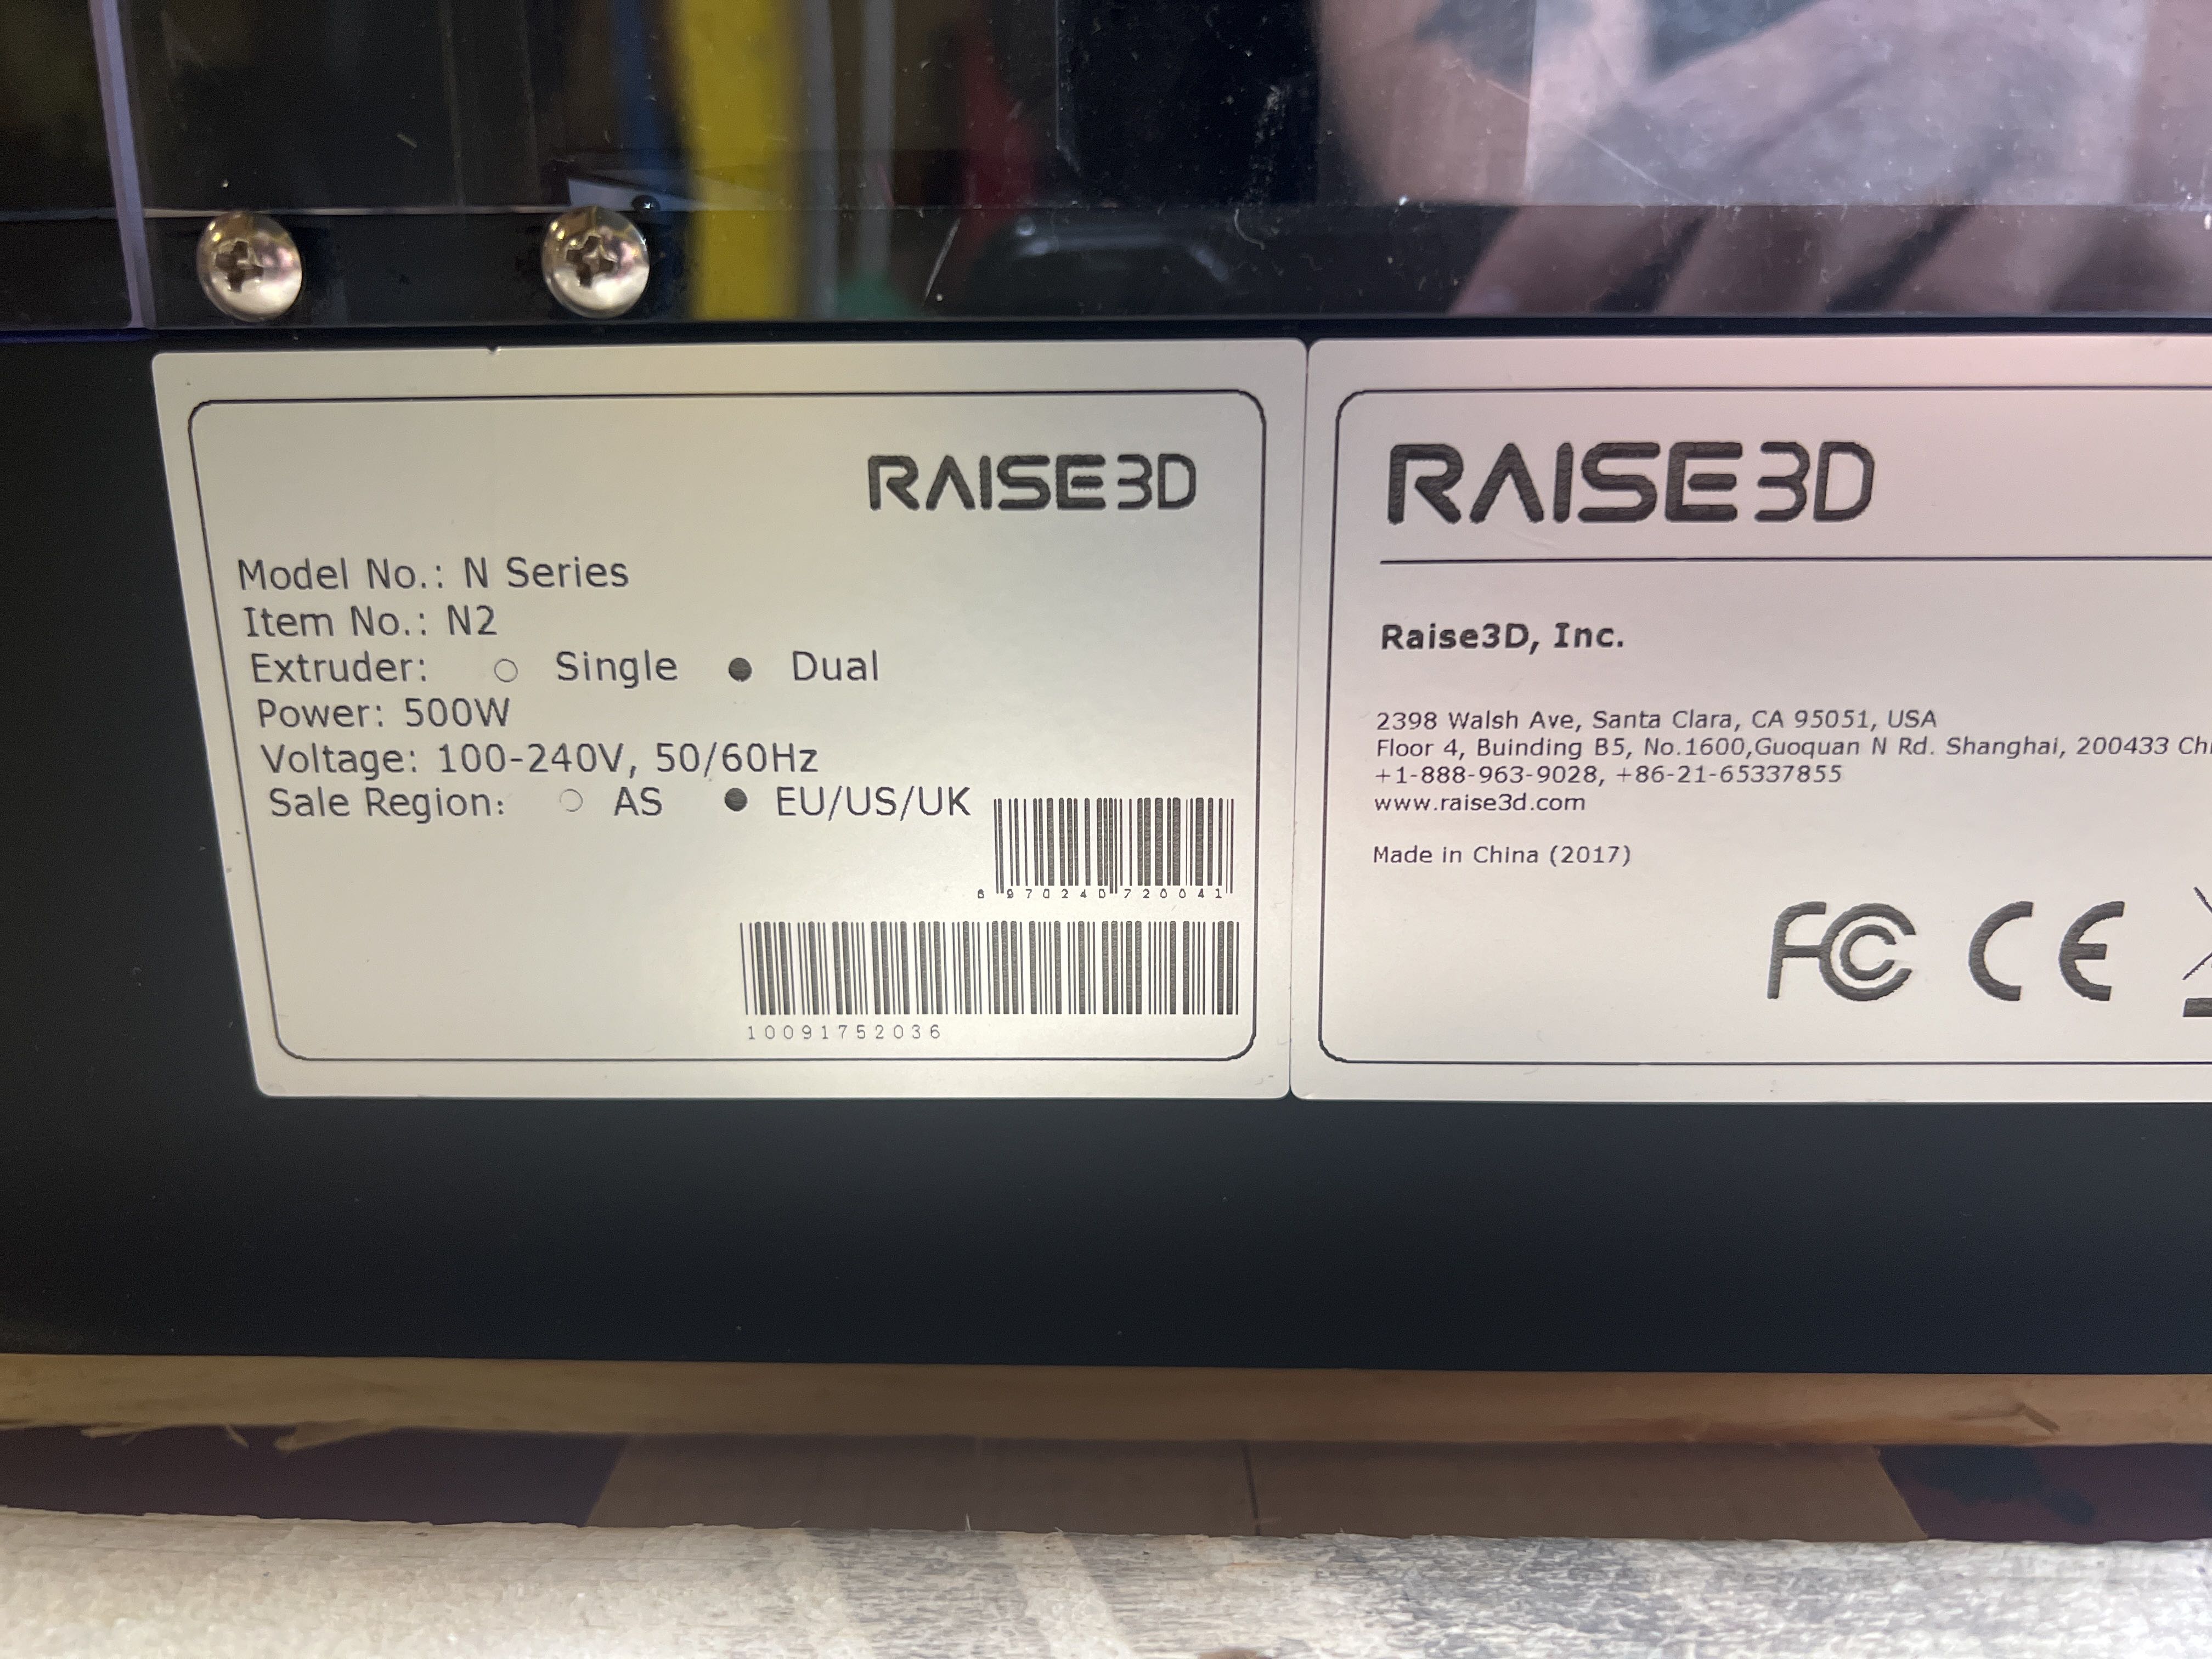 RAISE3D
Model No.: N Series
Item No.: N2
Extruder: ○ Single ● Dual
Power: 500W
Voltage: 100-240V, 50/60Hz
Sale Region: ○ AS ● EU/US/UK
6 970240 720041
10091752036
RAISE3D
Raise3D, Inc.
2398 Walsh Ave, Santa Clara, CA 95051, USA
Floor 4, Buinding B5, No.1600,Guoquan N Rd. Shanghai, 200433
+1-888-963-9028, +86-21-65337855
www.raise3d.com
Made in China (2017)
FC CE